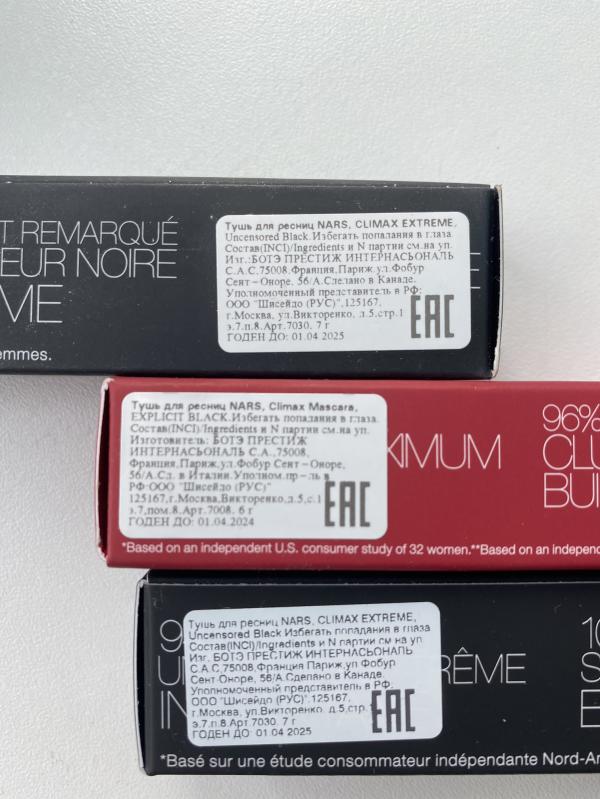 T REMARQUÉ
EUR NOIRE
ME
emmes.
Тушь для ресниц NARS, CLIMAX EXTREME,
Uncensored Black.Избегать попадания в глаза.
Состав(INCI)/Ingredients и N партии см.на уп.
Изг.:БОТЭ ПРЕСТИЖ ИНТЕРНАСЬОНАЛЬ
С.А.С,75008,Франция,Париж,ул.Фобур
Сент – Оноре, 56/А.Сделано в Канаде.
Уполномоченный представитель в РФ:
ООО "Шисейдо (РУС)",125167,
г.Москва, ул.Викторенко, д.5,стр.1
э.7,п.8.Арт.7030. 7 г
ГОДЕН ДО: 01.04 2025
EAC
E
Тушь для ресниц NARS, Climax Mascara,
EXPLICIT BLACK.Избегать попадания в глаза.
Состав(INCI)/Ingredients и N партии см.на уп.
Изготовитель: БОТЭ ПРЕСТИЖ
ИНТЕРНАСЬОНАЛЬ С.А.,75008,
Франция,Париж,ул.Фобур Сент – Оноре,
56/А.Сд. в Италии.Уполном.пр–ль в
РФ:ООО "Шисейдо (РУС)"
125167,г.Москва,Викторенко,д.5,с.1
э.7,пом.8.Арт.7008. 6 г
ГОДЕН ДО: 01.04.2024
EAC
XIMUM
96%
CLU
BUI
*Based on an independent U.S. consumer study of 32 women.**Based on an independ
Тушь для ресниц NARS, CLIMAX EXTREME,
Uncensored Black Избегать попадания в глаза
Состав(INCI)/Ingredients и N партии см на уп
Изг. БОТЭ ПРЕСТИЖ ИНТЕРНАСЬОНАЛЬ
С.А.С,75008,Франция Париж,ул Фобур
Сент-Оноре, 56/А Сделано в Канаде.
Уполномоченный представитель в РФ:
ООО "Шисейдо (РУС)",125167,
г.Москва, ул.Викторенко, д.5,стр.1
э.7,п.8.Арт.7030. 7 г
ГОДЕН ДО: 01.04 2025
EAC
9
U
IN
RÊME
10
S
E
*Basé sur une étude consommateur indépendante Nord-Am